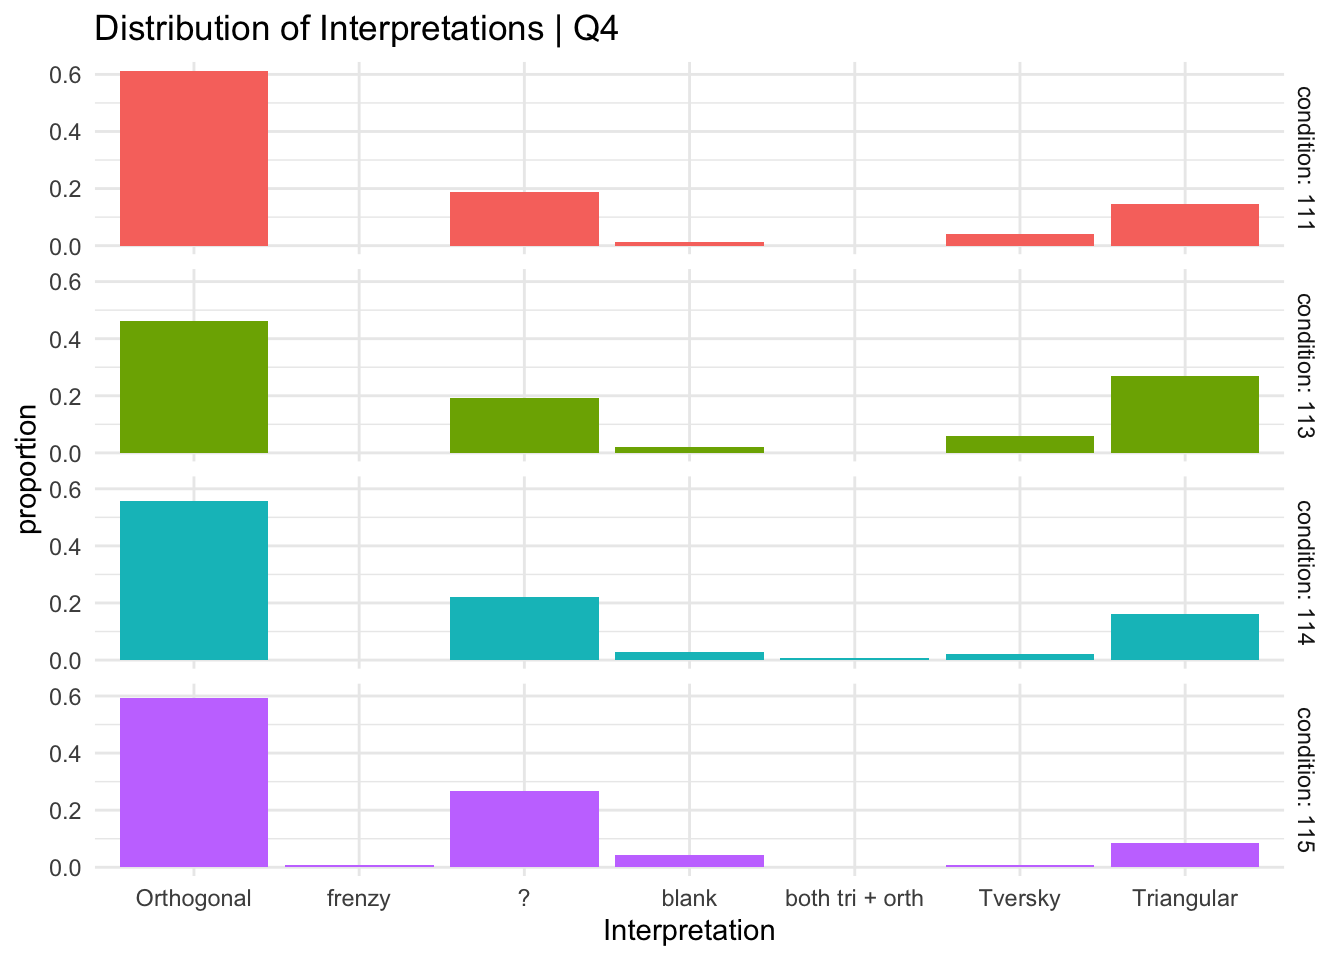 Distribution of Interpretations | Q4
0.6
0.4
0.2
0.0
condition: 111
0.6
0.4
0.2
0.0
condition: 113
proportion
0.6
0.4
0.2
0.0
condition: 114
0.6
0.4
0.2
0.0
condition: 115
Orthogonal frenzy ? blank both tri + orth Tversky Triangular
Interpretation